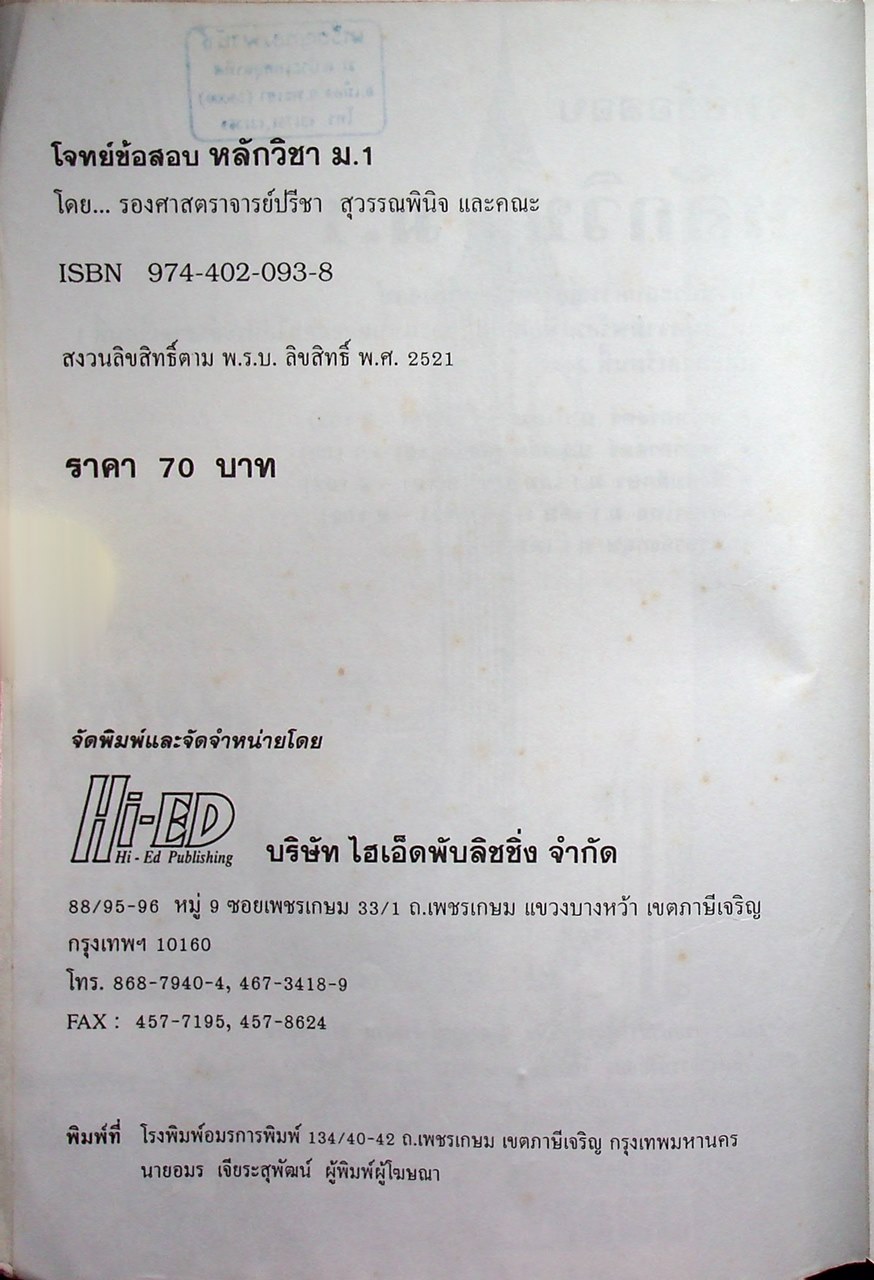 โจทย์ข้อสอบ หลักวิชา ม.1
โดย... รองศาสตราจารย์ปรีชา สุวรรณพินิจ และคณะ
ISBN 974-402-093-8
สงวนลิขสิทธิ์ตาม พ.ร.บ. ลิขสิทธิ์ พ.ศ. 2521
ราคา 70 บาท
จัดพิมพ์และจัดจำหน่ายโดย
Hi-ED
Hi - Ed Publishing
บริษัท ไฮเอ็ดพับลิชชิ่ง จำกัด
88/95-96 หมู่ 9 ซอยเพชรเกษม 33/1 ถ.เพชรเกษม แขวงบางหว้า เขตภาษีเจริญ
กรุงเทพฯ 10160
โทร. 868-7940-4, 467-3418-9
FAX : 457-7195, 457-8624
พิมพ์ที่ โรงพิมพ์อมรการพิมพ์ 134/40-42 ถ.เพชรเกษม เขตภาษีเจริญ กรุงเทพมหานคร
นายอมร เจียระสุพัฒน์ ผู้พิมพ์ผู้โฆษณา